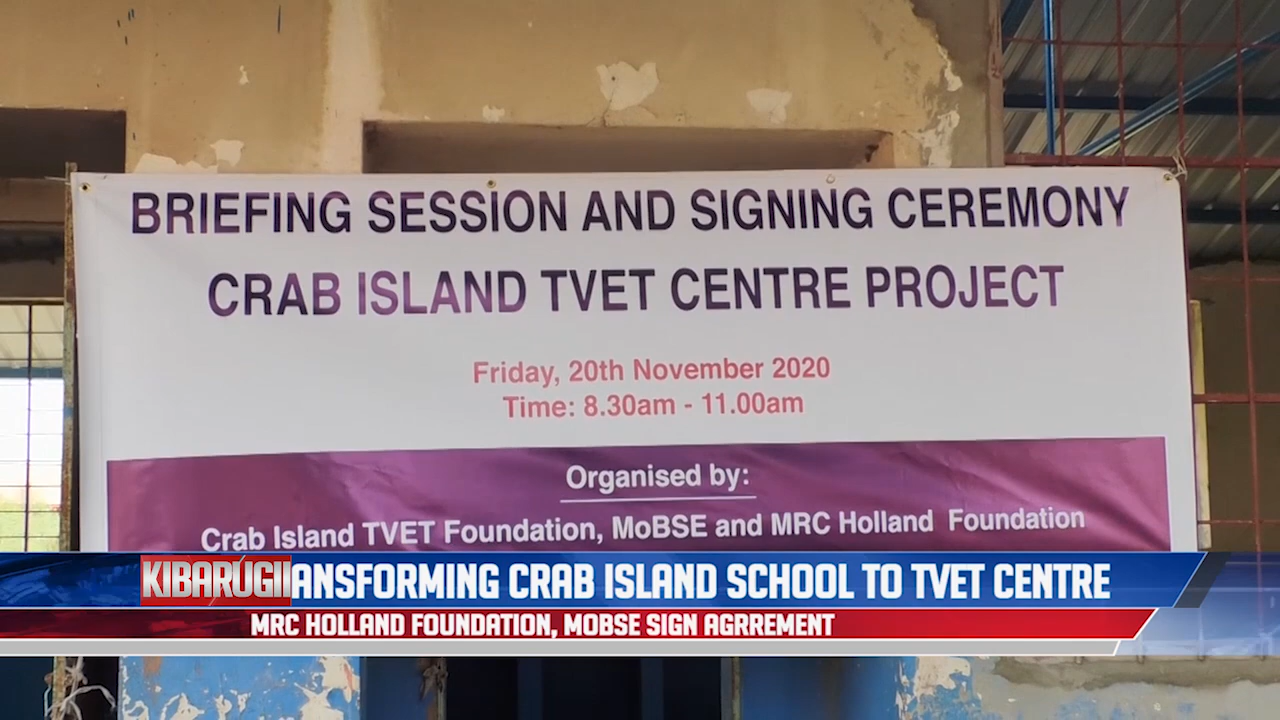 BRIEFING SESSION AND SIGNING CEREMONY
CRAB ISLAND TVET CENTRE PROJECT
Friday, 20th November 2020
Time: 8.30am - 11.00am
Organised by:
Crab Island TVET Foundation, MoBSE and MRC Holland Foundation
KIBARUGII ANSFORMING CRAB ISLAND SCHOOL TO TVET CENTRE
MRC HOLLAND FOUNDATION, MOBSE SIGN AGRREMENT